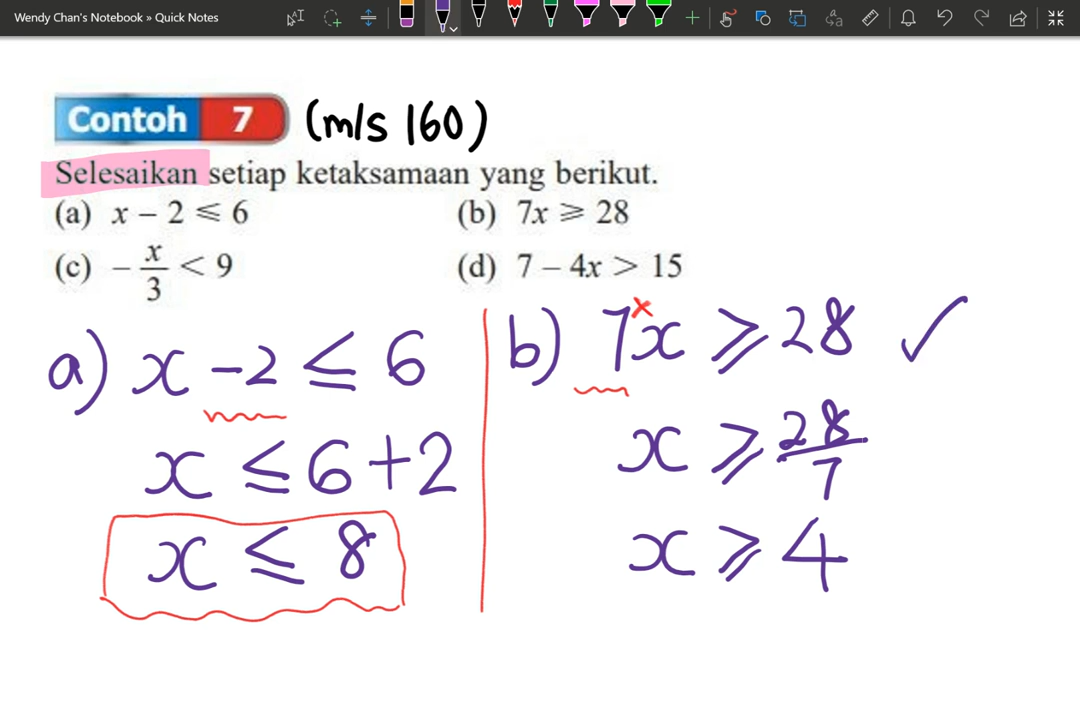 Wendy Chan's Notebook » Quick Notes
Contoh 7 (m/s 160)
Selesaikan setiap ketaksamaan yang berikut.
(a) x − 2 ⩽ 6
(b) 7x ⩾ 28
(c) −x/3 < 9
(d) 7 − 4x > 15
a) x − 2 ≤ 6
x ≤ 6 + 2
x ≤ 8
b) 7ˣx ⩾ 28 ✓
x ⩾ 28/7
x ⩾ 4